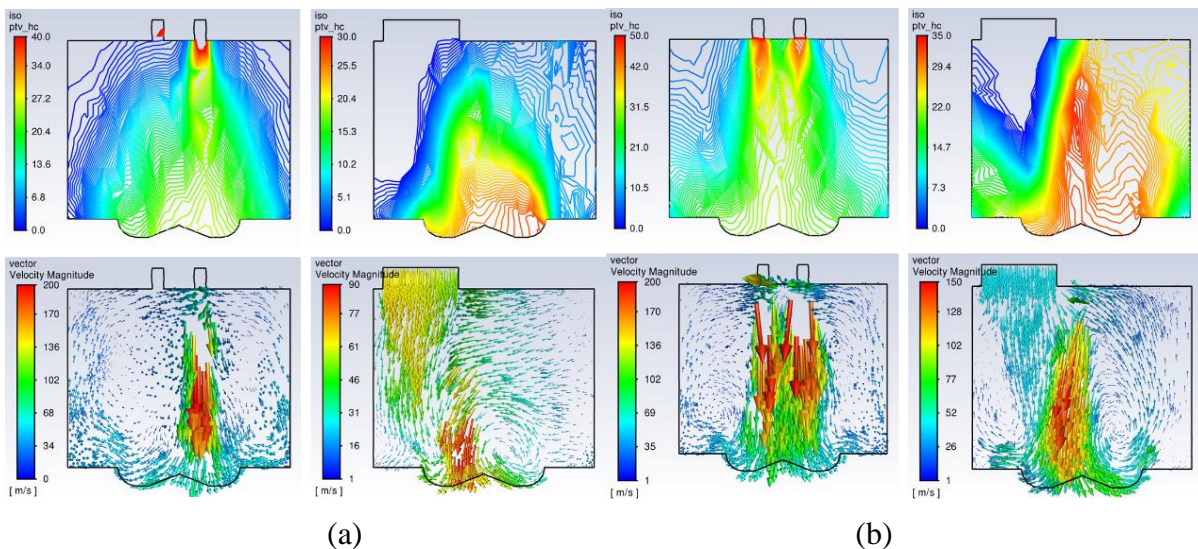 iso
ptv_hc
40.0
34.0
27.2
20.4
13.6
6.8
0.0
iso
ptv_hc
30.0
25.5
20.4
15.3
10.2
5.1
0.0
iso
ptv_hc
50.0
42.0
31.5
21.0
10.5
0.0
iso
ptv_hc
35.0
29.0
22.0
14.7
7.3
0.0
vector
Velocity Magnitude
200
170
136
102
68
34
0
[ m/s ]
vector
Velocity Magnitude
90
77
61
46
31
16
1
[ m/s ]
vector
Velocity Magnitude
200
170
137
102
68
35
1
[ m/s ]
vector
Velocity Magnitude
150
128
102
77
52
26
1
[ m/s ]
(a)
(b)